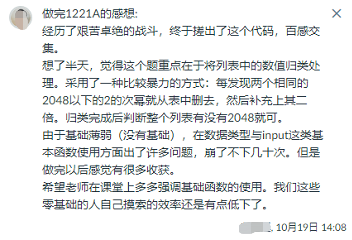 做完1221A的感想:
经历了艰苦卓绝的战斗，终于搓出了这个代码，百感交
集。
想了半天，觉得这个题重点在于将列表中的数值归类处
理。采用了一种比较暴力的方式：每发现两个相同的
2048以下的2的次幂就从表中删去，然后补充上其二
倍。归类完成后判断整个列表有没有2048就可。
由于基础薄弱（没有基础），在数据类型与input这类基
本函数使用方面出了许多问题，崩了不下几十次。但是
做完以后感觉有很多收获。
希望老师在课堂上多多强调基础函数的使用。我们这些
零基础的人自己摸索的效率还是有点低下了。
, 10月19日 14:08